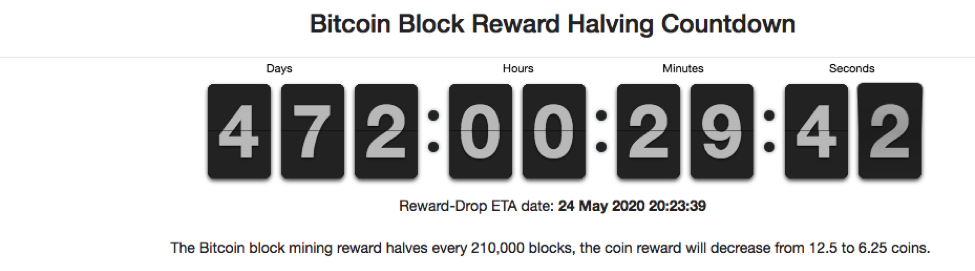 Bitcoin Block Reward Halving Countdown
Days Hours Minutes Seconds
472:00:29:42
Reward-Drop ETA date: 24 May 2020 20:23:39
The Bitcoin block mining reward halves every 210,000 blocks, the coin reward will decrease from 12.5 to 6.25 coins.